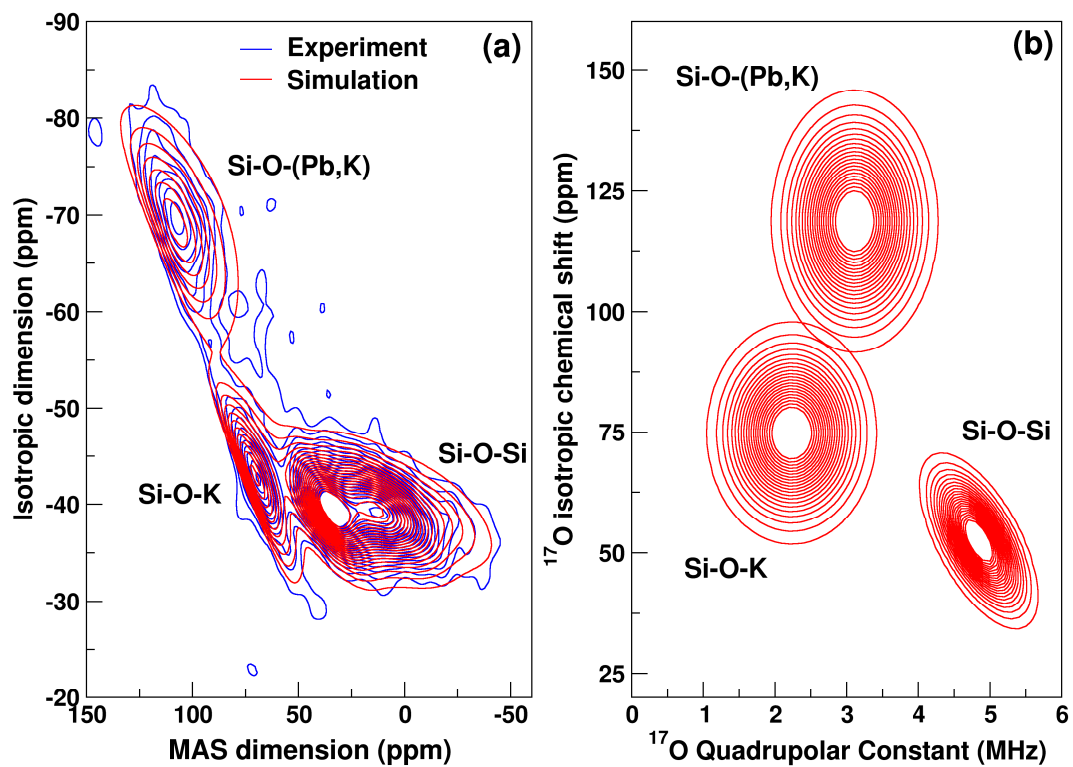 (a)
Experiment
Simulation
Si-O-(Pb,K)
Si-O-Si
Si-O-K
Isotropic dimension (ppm)
-90
-80
-70
-60
-50
-40
-30
-20
150
100
50
0
-50
MAS dimension (ppm)
(b)
Si-O-(Pb,K)
Si-O-Si
Si-O-K
¹⁷O isotropic chemical shift (ppm)
150
125
100
75
50
25
0
1
2
3
4
5
6
¹⁷O Quadrupolar Constant (MHz)